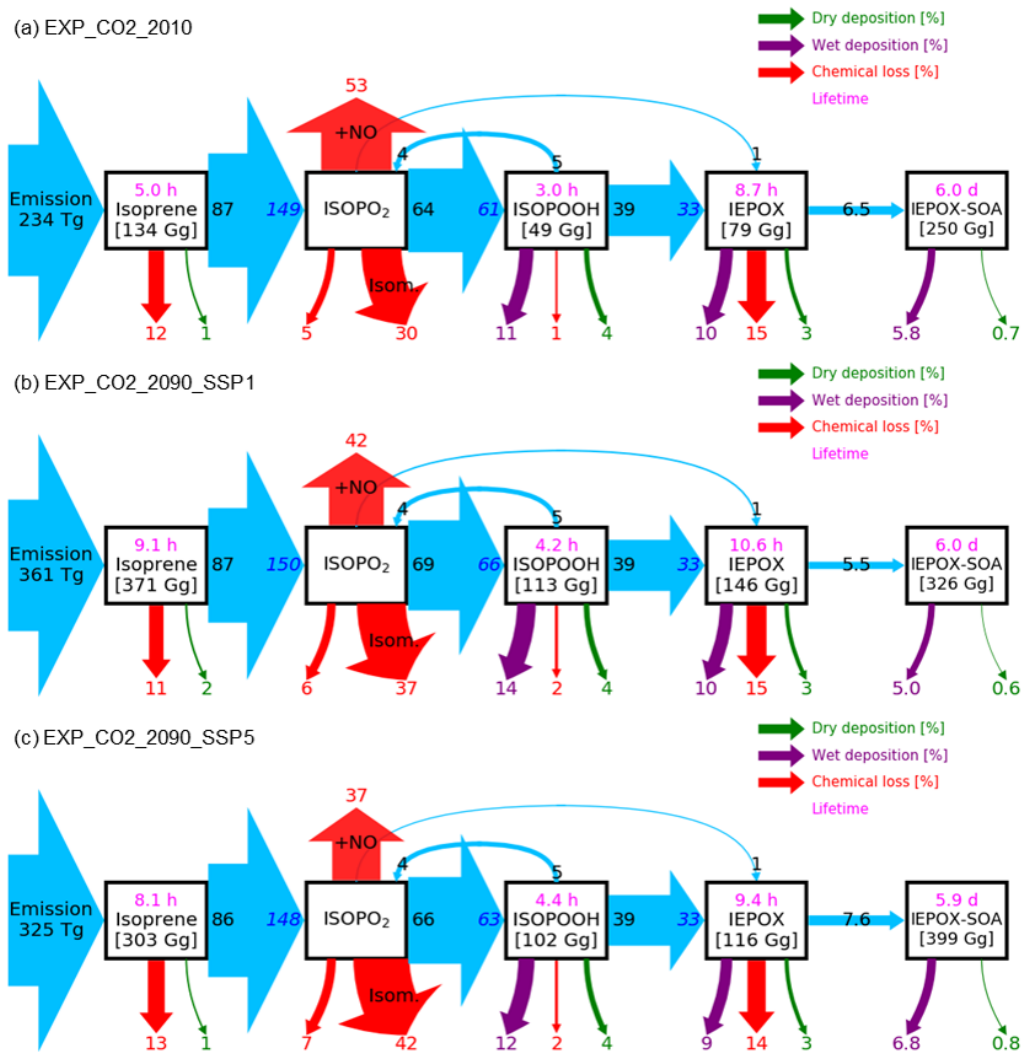 (a) EXP_CO2_2010
Dry deposition [%]
Wet deposition [%]
Chemical loss [%]
Lifetime
53
+NO
4
5
1
Emission
234 Tg
5.0 h
Isoprene
[134 Gg]
87
149
ISOPO₂
64
61
3.0 h
ISOPOOH
[49 Gg]
39
33
8.7 h
IEPOX
[79 Gg]
6.5
6.0 d
IEPOX-SOA
[250 Gg]
Isom.
12
1
5
30
11
1
4
10
15
3
5.8
0.7
(b) EXP_CO2_2090_SSP1
Dry deposition [%]
Wet deposition [%]
Chemical loss [%]
Lifetime
42
+NO
4
5
1
Emission
361 Tg
9.1 h
Isoprene
[371 Gg]
87
150
ISOPO₂
69
66
4.2 h
ISOPOOH
[113 Gg]
39
33
10.6 h
IEPOX
[146 Gg]
5.5
6.0 d
IEPOX-SOA
[326 Gg]
Isom.
11
2
6
37
14
2
4
10
15
3
5.0
0.6
(c) EXP_CO2_2090_SSP5
Dry deposition [%]
Wet deposition [%]
Chemical loss [%]
Lifetime
37
+NO
4
5
1
Emission
325 Tg
8.1 h
Isoprene
[303 Gg]
86
148
ISOPO₂
66
63
4.4 h
ISOPOOH
[102 Gg]
39
33
9.4 h
IEPOX
[116 Gg]
7.6
5.9 d
IEPOX-SOA
[399 Gg]
Isom.
13
1
7
42
12
2
4
9
14
3
6.8
0.8